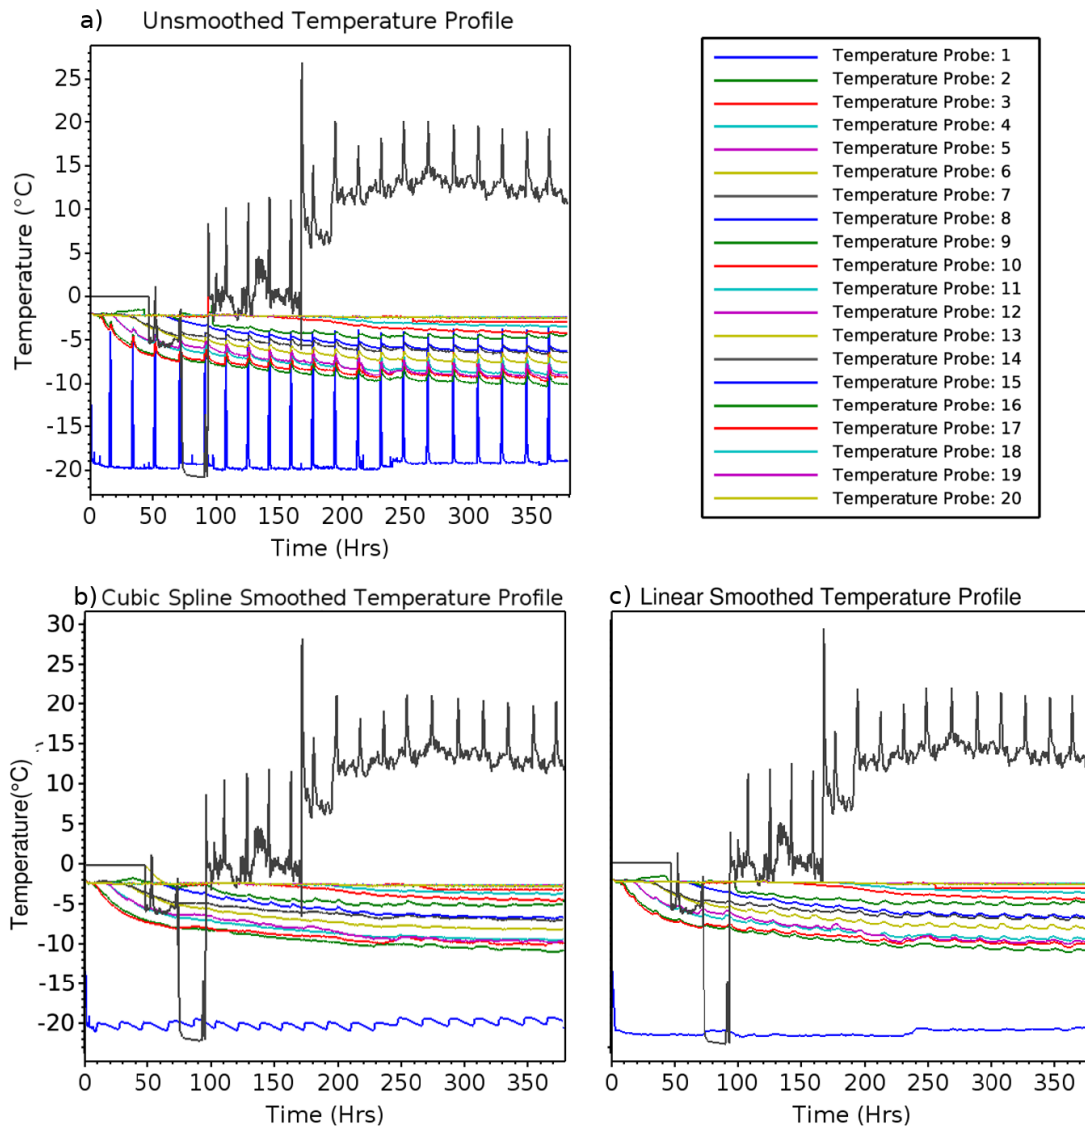 a) Unsmoothed Temperature Profile
25
20
15
10
5
0
-5
-10
-15
-20
Temperature (°C)
0 50 100 150 200 250 300 350
Time (Hrs)
Temperature Probe: 1
Temperature Probe: 2
Temperature Probe: 3
Temperature Probe: 4
Temperature Probe: 5
Temperature Probe: 6
Temperature Probe: 7
Temperature Probe: 8
Temperature Probe: 9
Temperature Probe: 10
Temperature Probe: 11
Temperature Probe: 12
Temperature Probe: 13
Temperature Probe: 14
Temperature Probe: 15
Temperature Probe: 16
Temperature Probe: 17
Temperature Probe: 18
Temperature Probe: 19
Temperature Probe: 20
b) Cubic Spline Smoothed Temperature Profile
30
25
20
15
10
5
0
-5
-10
-15
-20
Temperature(°C)
0 50 100 150 200 250 300 350
Time (Hrs)
c) Linear Smoothed Temperature Profile
0 50 100 150 200 250 300 350
Time (Hrs)